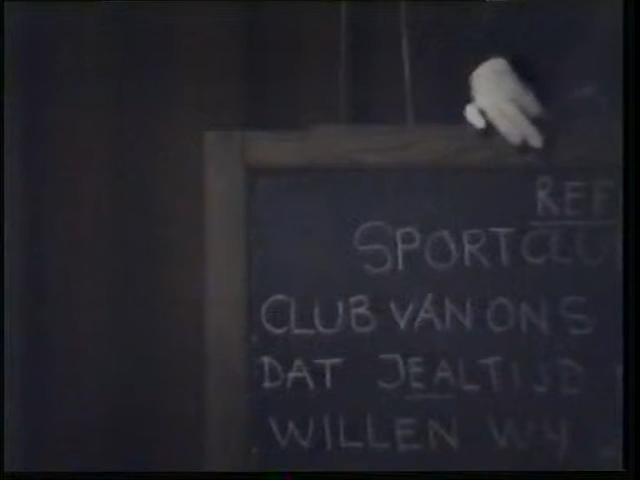 REF
SPORTCLU
CLUB VAN ONS
DAT JE ALTIJD
WILLEN WY